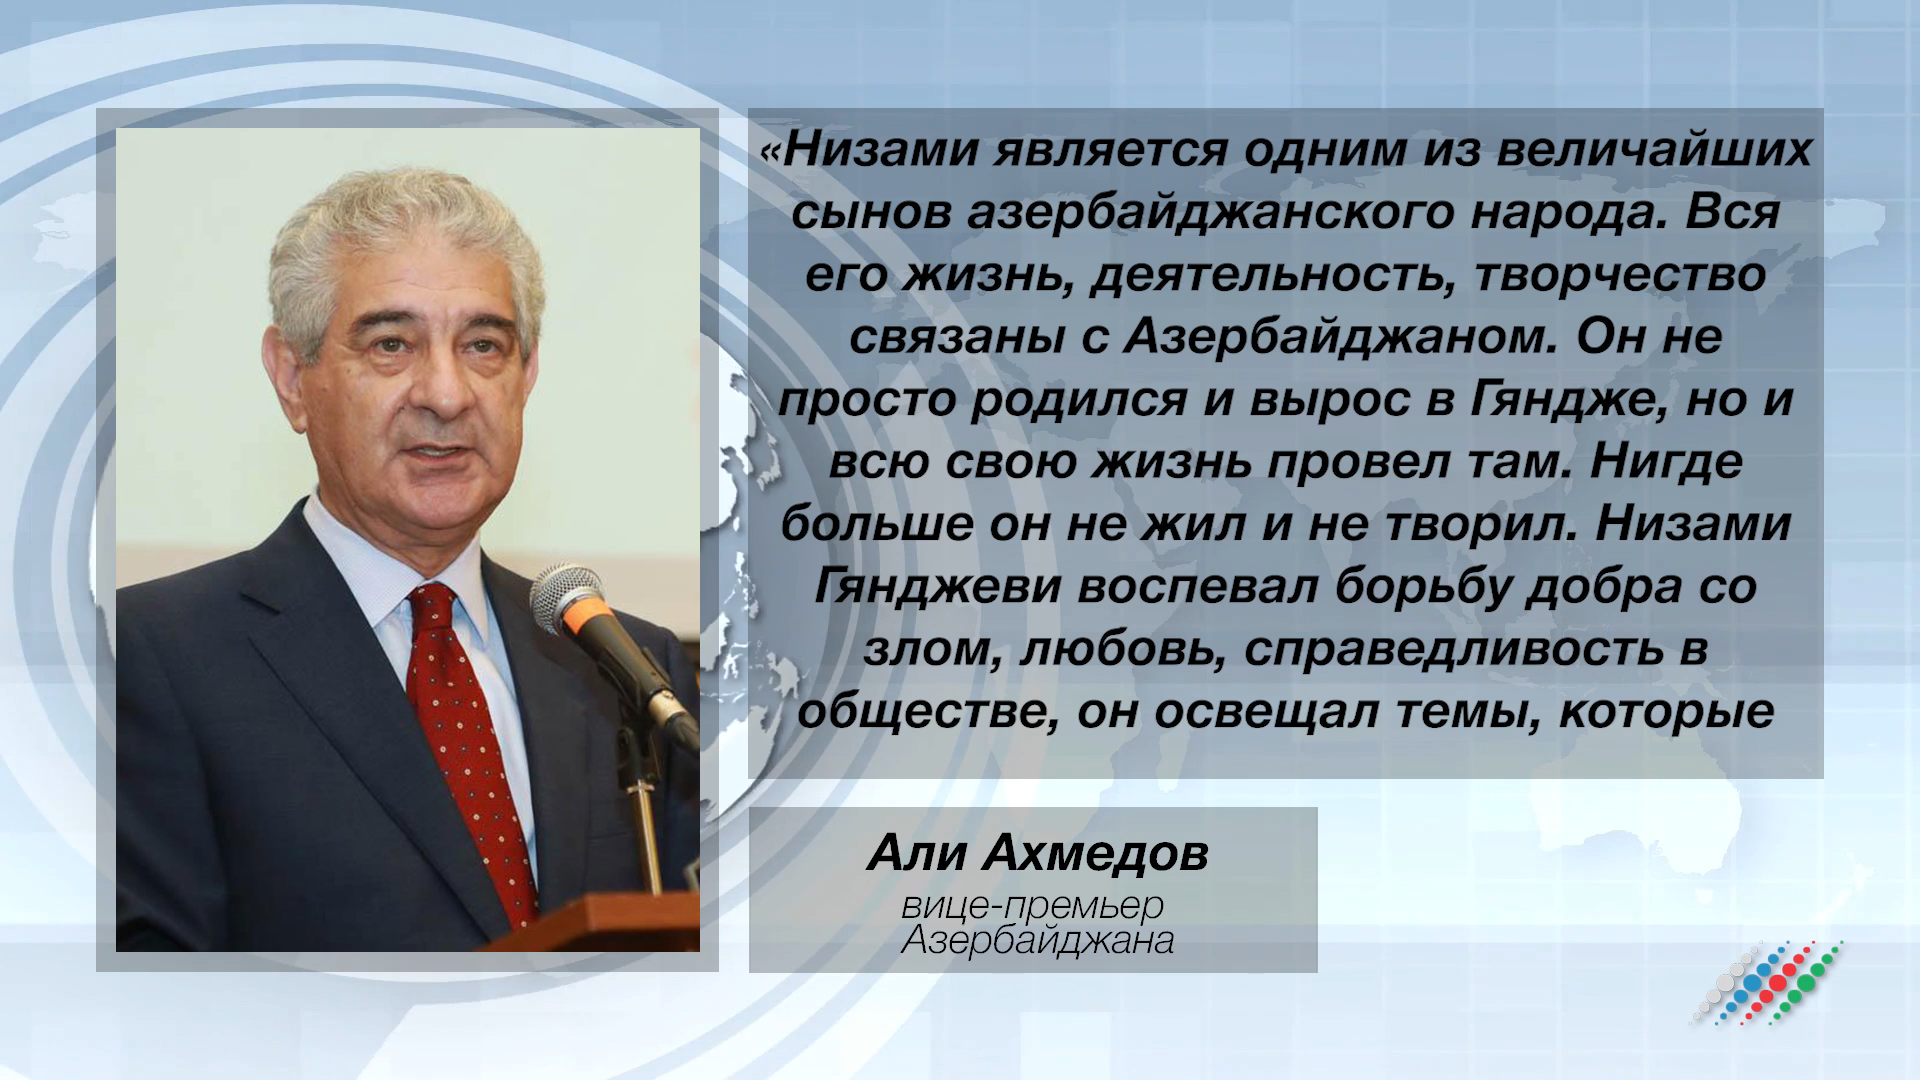 «Низами является одним из величайших
сынов азербайджанского народа. Вся
его жизнь, деятельность, творчество
связаны с Азербайджаном. Он не
просто родился и вырос в Гяндже, но и
всю свою жизнь провел там. Нигде
больше он не жил и не творил. Низами
Гянджеви воспевал борьбу добра со
злом, любовь, справедливость в
обществе, он освещал темы, которые
Али Ахмедов
вице-премьер
Азербайджана